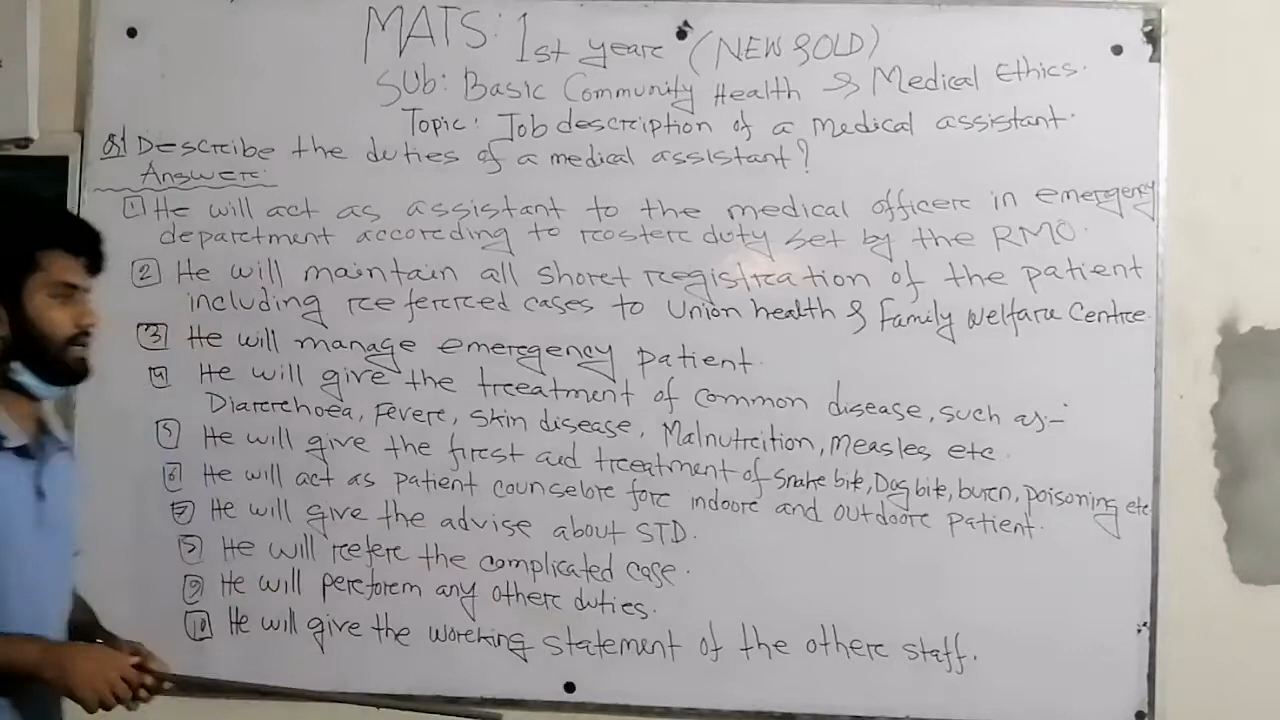 MATS: 1st year (NEW & OLD)
SUb: Basic Community Health & Medical Ethics.
Topic: Job description of a medical assistant.
Q1 Describe the duties of a medical assistant?
Answer:
1 He will act as assistant to the medical officer in emergency
department according to roster duty set by the RMO.
2 He will maintain all short registration of the patient
including referred cases to Union health & Family Welfare Centre.
3 He will manage emergency patient.
4 He will give the treatment of common disease, such as:-
Diarrhoea, Fever, Skin disease, Malnutrition, Measles etc
5 He will give the first aid treatment of Snake bite, Dog bite, burn, poisoning etc
6 He will act as patient counselor for indoor and outdoor patient.
7 He will give the advise about STD.
8 He will refer the complicated case.
9 He will perform any other duties.
10 He will give the working statement of the other staff.